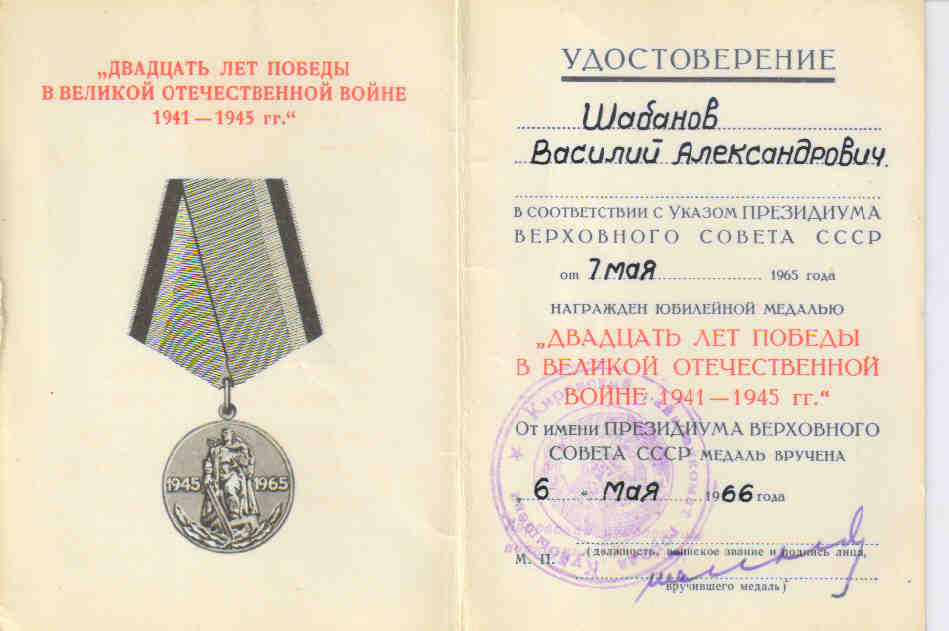 „ДВАДЦАТЬ ЛЕТ ПОБЕДЫ
В ВЕЛИКОЙ ОТЕЧЕСТВЕННОЙ ВОЙНЕ
1941 — 1945 гг.“
1945 1965
УДОСТОВЕРЕНИЕ
Шабанов
Василий Александрович.
В СООТВЕТСТВИИ С УКАЗОМ ПРЕЗИДИУМА
ВЕРХОВНОГО СОВЕТА СССР
от 7 мая 1965 года
НАГРАЖДЕН ЮБИЛЕЙНОЙ МЕДАЛЬЮ
„ДВАДЦАТЬ ЛЕТ ПОБЕДЫ
В ВЕЛИКОЙ ОТЕЧЕСТВЕННОЙ
ВОЙНЕ 1941 — 1945 гг.“
ОТ ИМЕНИ ПРЕЗИДИУМА ВЕРХОВНОГО
СОВЕТА СССР МЕДАЛЬ ВРУЧЕНА
„ 6 “ мая 1966 года
М. П.
(должность, воинское звание и подпись лица,
вручившего медаль)